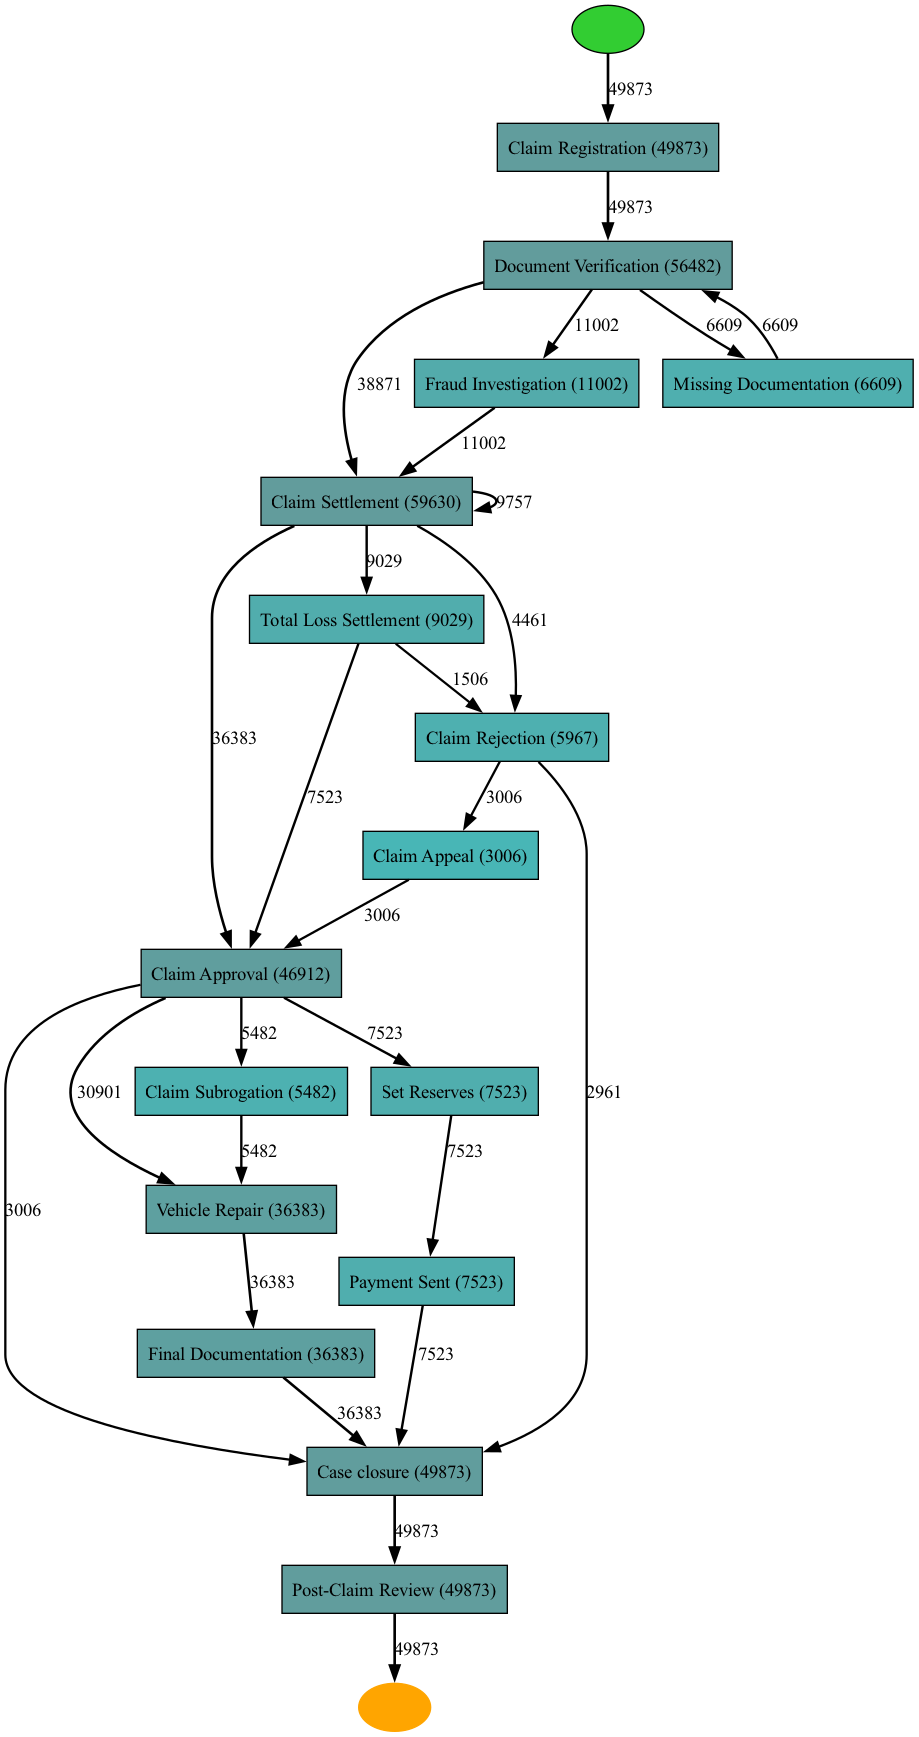 49873
Claim Registration (49873)
49873
Document Verification (56482)
11002
6609
6609
38871
Fraud Investigation (11002)
Missing Documentation (6609)
11002
Claim Settlement (59630)
9757
9029
Total Loss Settlement (9029)
4461
1506
36383
Claim Rejection (5967)
7523
3006
Claim Appeal (3006)
3006
Claim Approval (46912)
5482
7523
30901
Claim Subrogation (5482)
Set Reserves (7523)
2961
5482
7523
3006
Vehicle Repair (36383)
36383
Payment Sent (7523)
Final Documentation (36383)
7523
36383
Case closure (49873)
49873
Post-Claim Review (49873)
49873